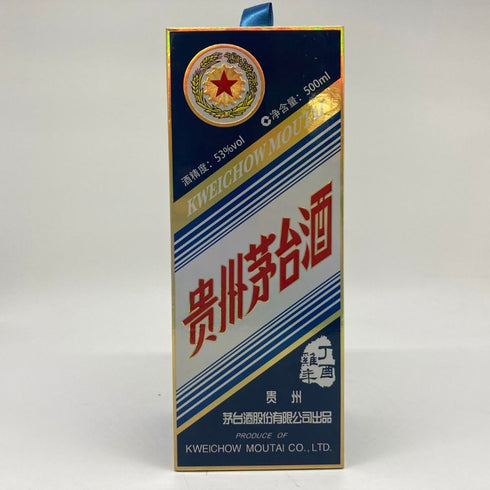 酒精度：53%vol
净含量：500ml
KWEICHOW MOUTAI
贵州茅台酒
丁酉
雞年
贵州
茅台酒股份有限公司出品
PRODUCE OF
KWEICHOW MOUTAI CO., LTD.